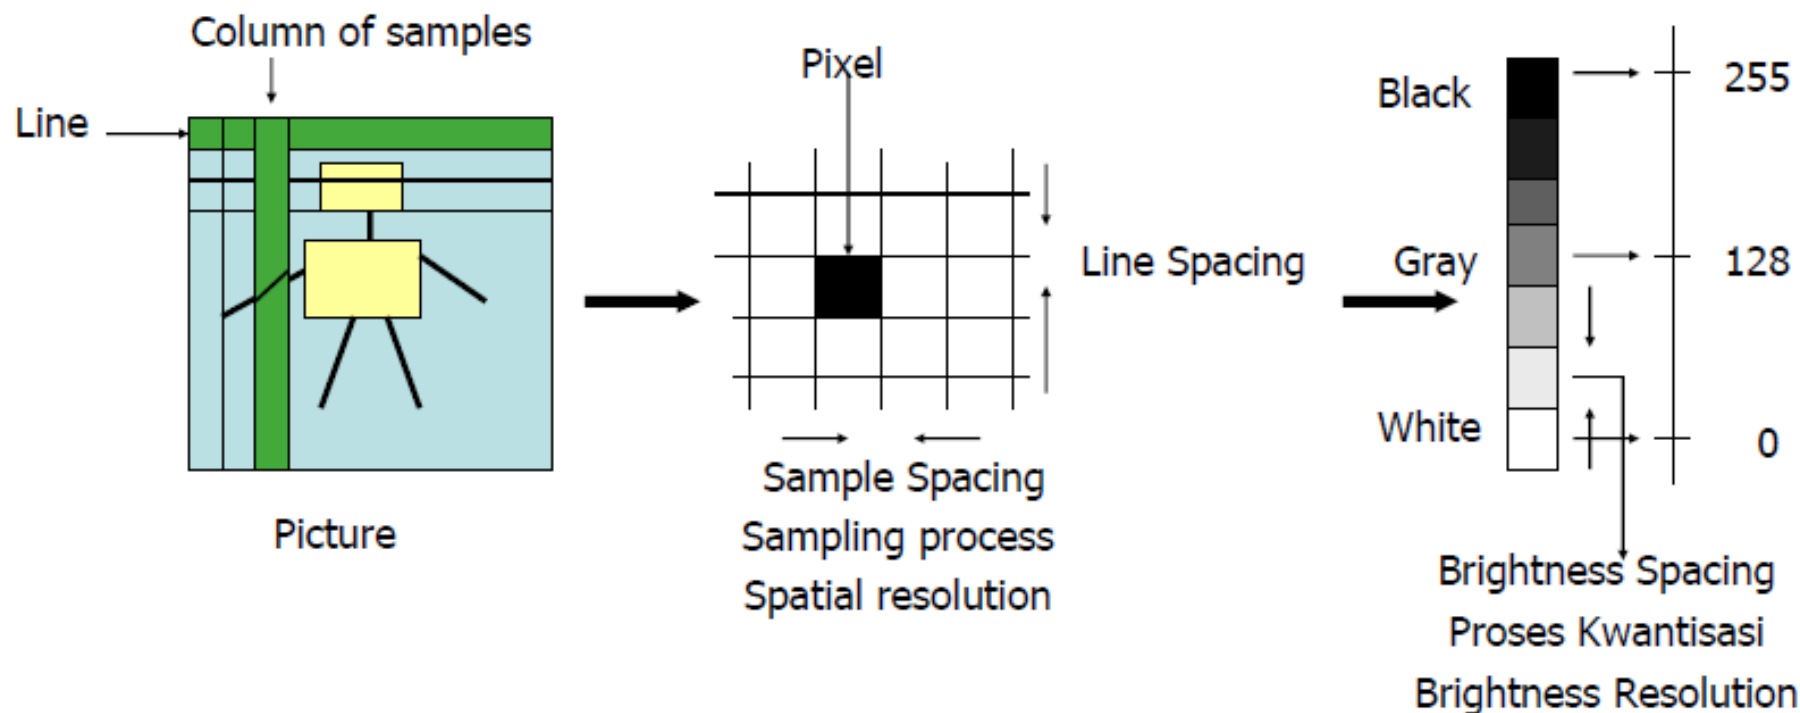 Column of samples
Line
Picture
Pixel
Line Spacing
Sample Spacing
Sampling process
Spatial resolution
Black
255
Gray
128
White
0
Brightness Spacing
Proses Kwantisasi
Brightness Resolution